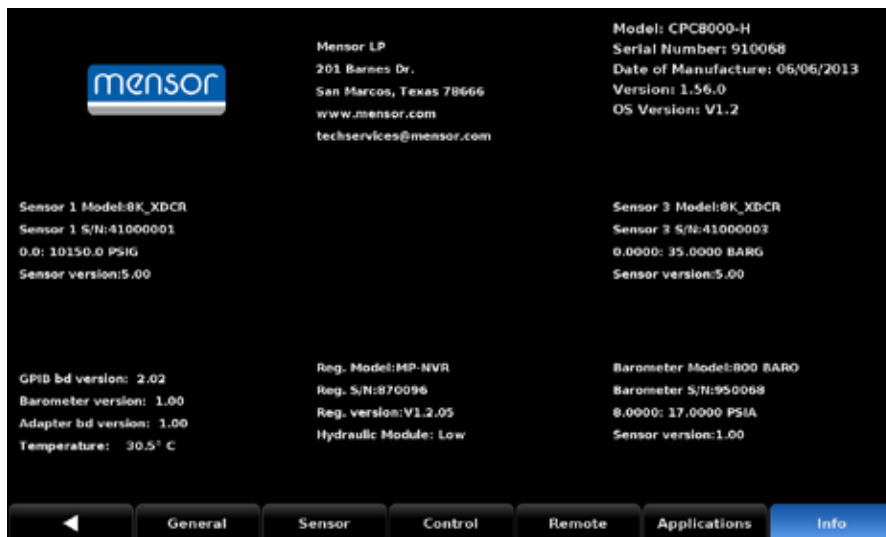 mensor
Mensor LP
201 Barnes Dr.
San Marcos, Texas 78666
www.mensor.com
techservices@mensor.com
Model: CPC8000-H
Serial Number: 910068
Date of Manufacture: 06/06/2013
Version: 1.56.0
OS Version: V1.2
Sensor 1 Model:8K_XDCR
Sensor 1 S/N:41000001
0.0: 10150.0 PSIG
Sensor version:5.00
Sensor 3 Model:8K_XDCR
Sensor 3 S/N:41000003
0.0000: 35.0000 BARG
Sensor version:5.00
GPIB bd version: 2.02
Barometer version: 1.00
Adapter bd version: 1.00
Temperature: 30.5° C
Reg. Model:MP-NVR
Reg. S/N:870096
Reg. version:V1.2.05
Hydraulic Module: Low
Barometer Model:800 BARO
Barometer S/N:950068
8.0000: 17.0000 PSIA
Sensor version:1.00
General Sensor Control Remote Applications Info